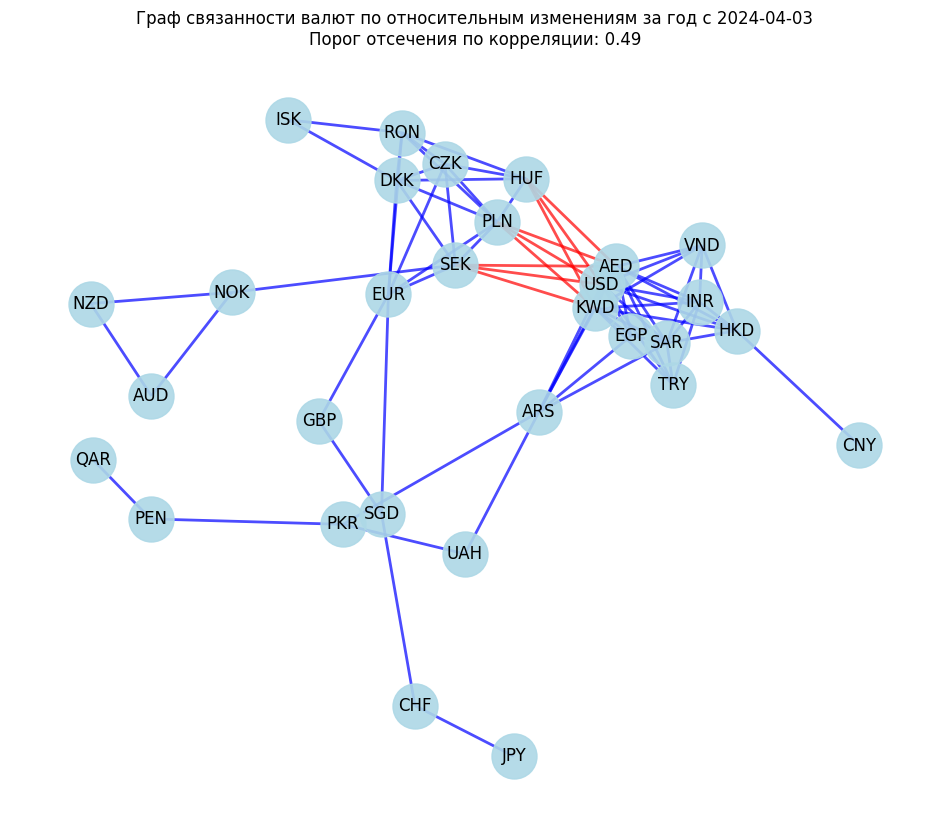 Граф связанности валют по относительным изменениям за год с 2024-04-03
Порог отсечения по корреляции: 0.49
ISK
RON
CZK
DKK
HUF
PLN
VND
SEK
AED
USD
NOK
EUR
NZD
INR
KWD
HKD
EGP
SAR
TRY
AUD
ARS
GBP
CNY
QAR
SGD
PEN
PKR
UAH
CHF
JPY